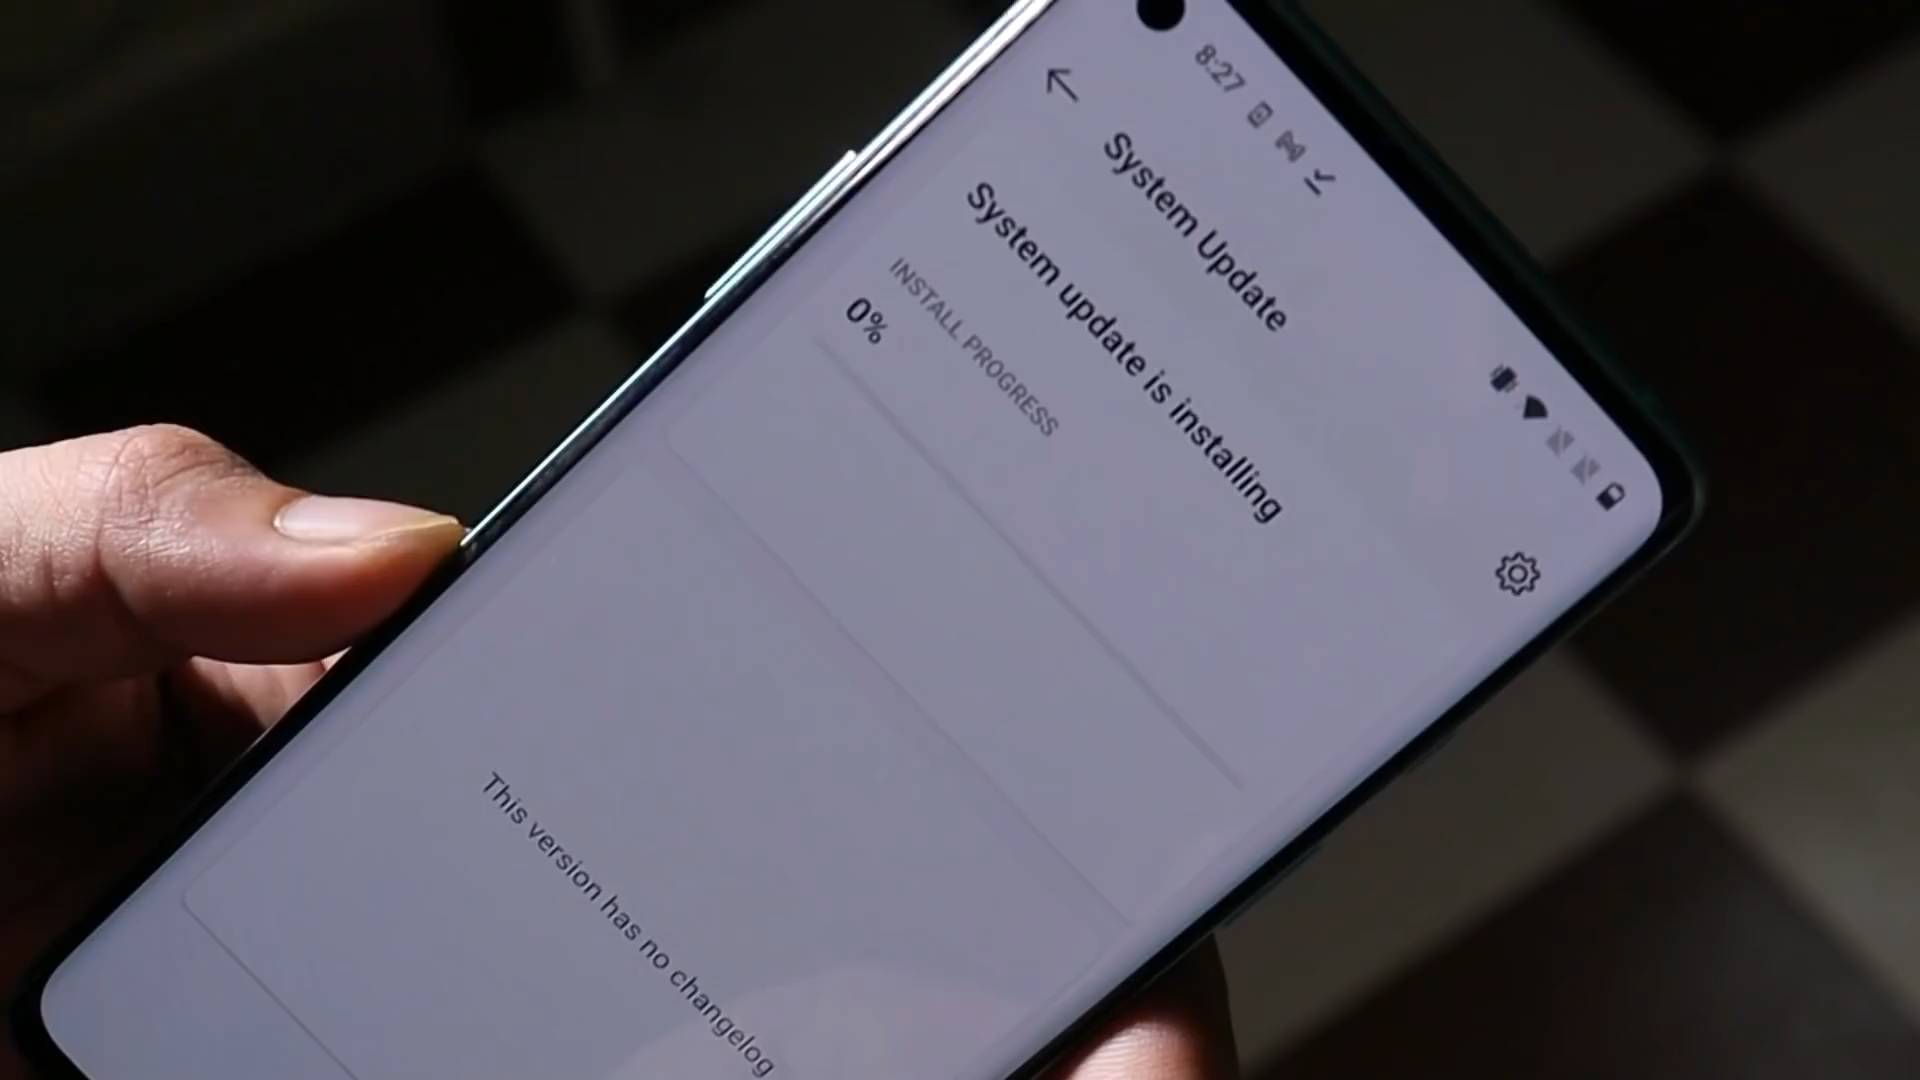 8:27
System Update
System update is installing
INSTALL PROGRESS
0%
This version has no changelog